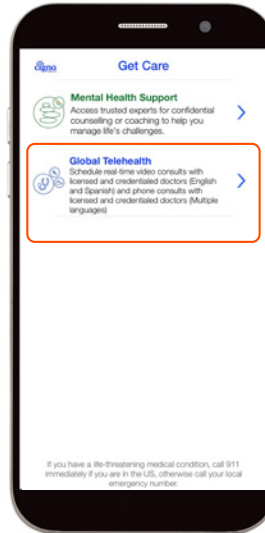 cigna
Get Care
Mental Health Support
Access trusted experts for confidential
counselling or coaching to help you
manage life's challenges.
Global Telehealth
Schedule real-time video consults with
licensed and credentialed doctors (English
and Spanish) and phone consults with
licensed and credentialed doctors (Multiple
languages)
If you have a life-threatening medical condition, call 911
immediately if you are in the US, otherwise call your local
emergency number.